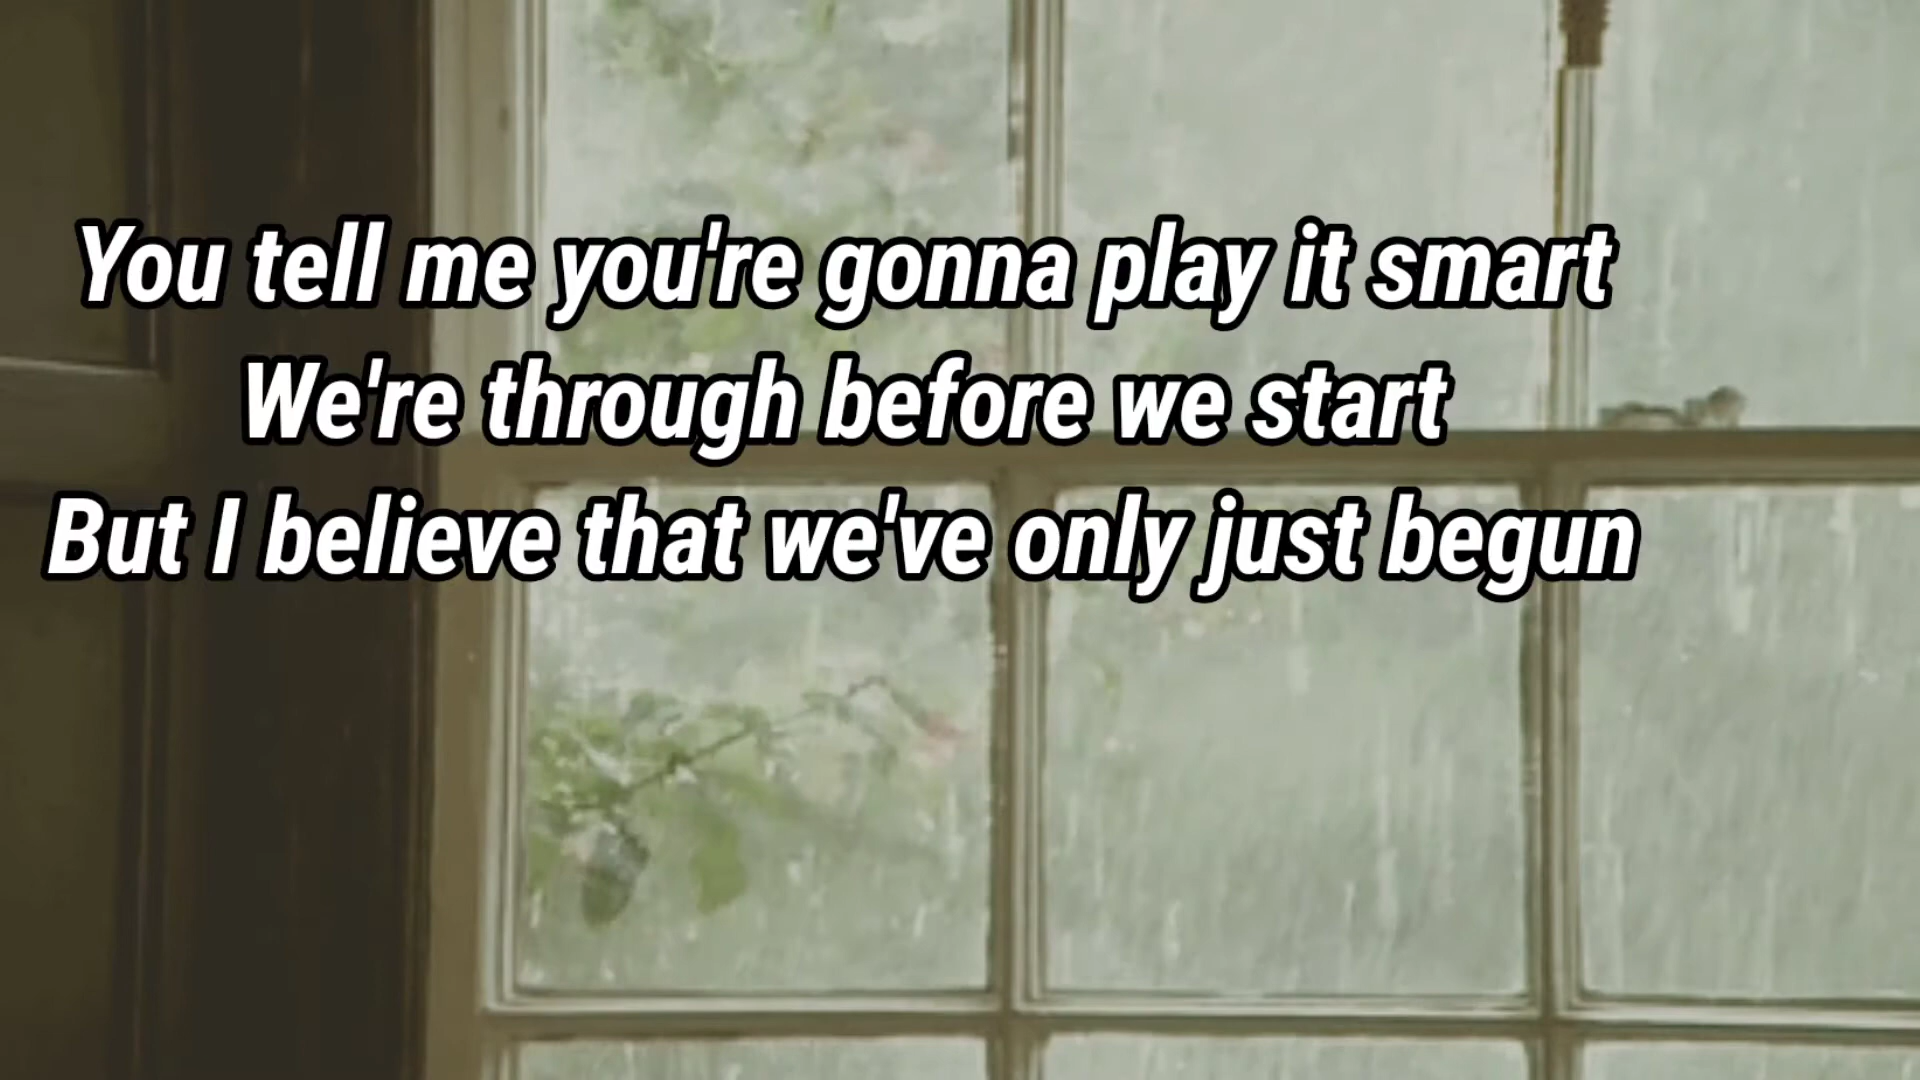 You tell me you're gonna play it smart
We're through before we start
But I believe that we've only just begun